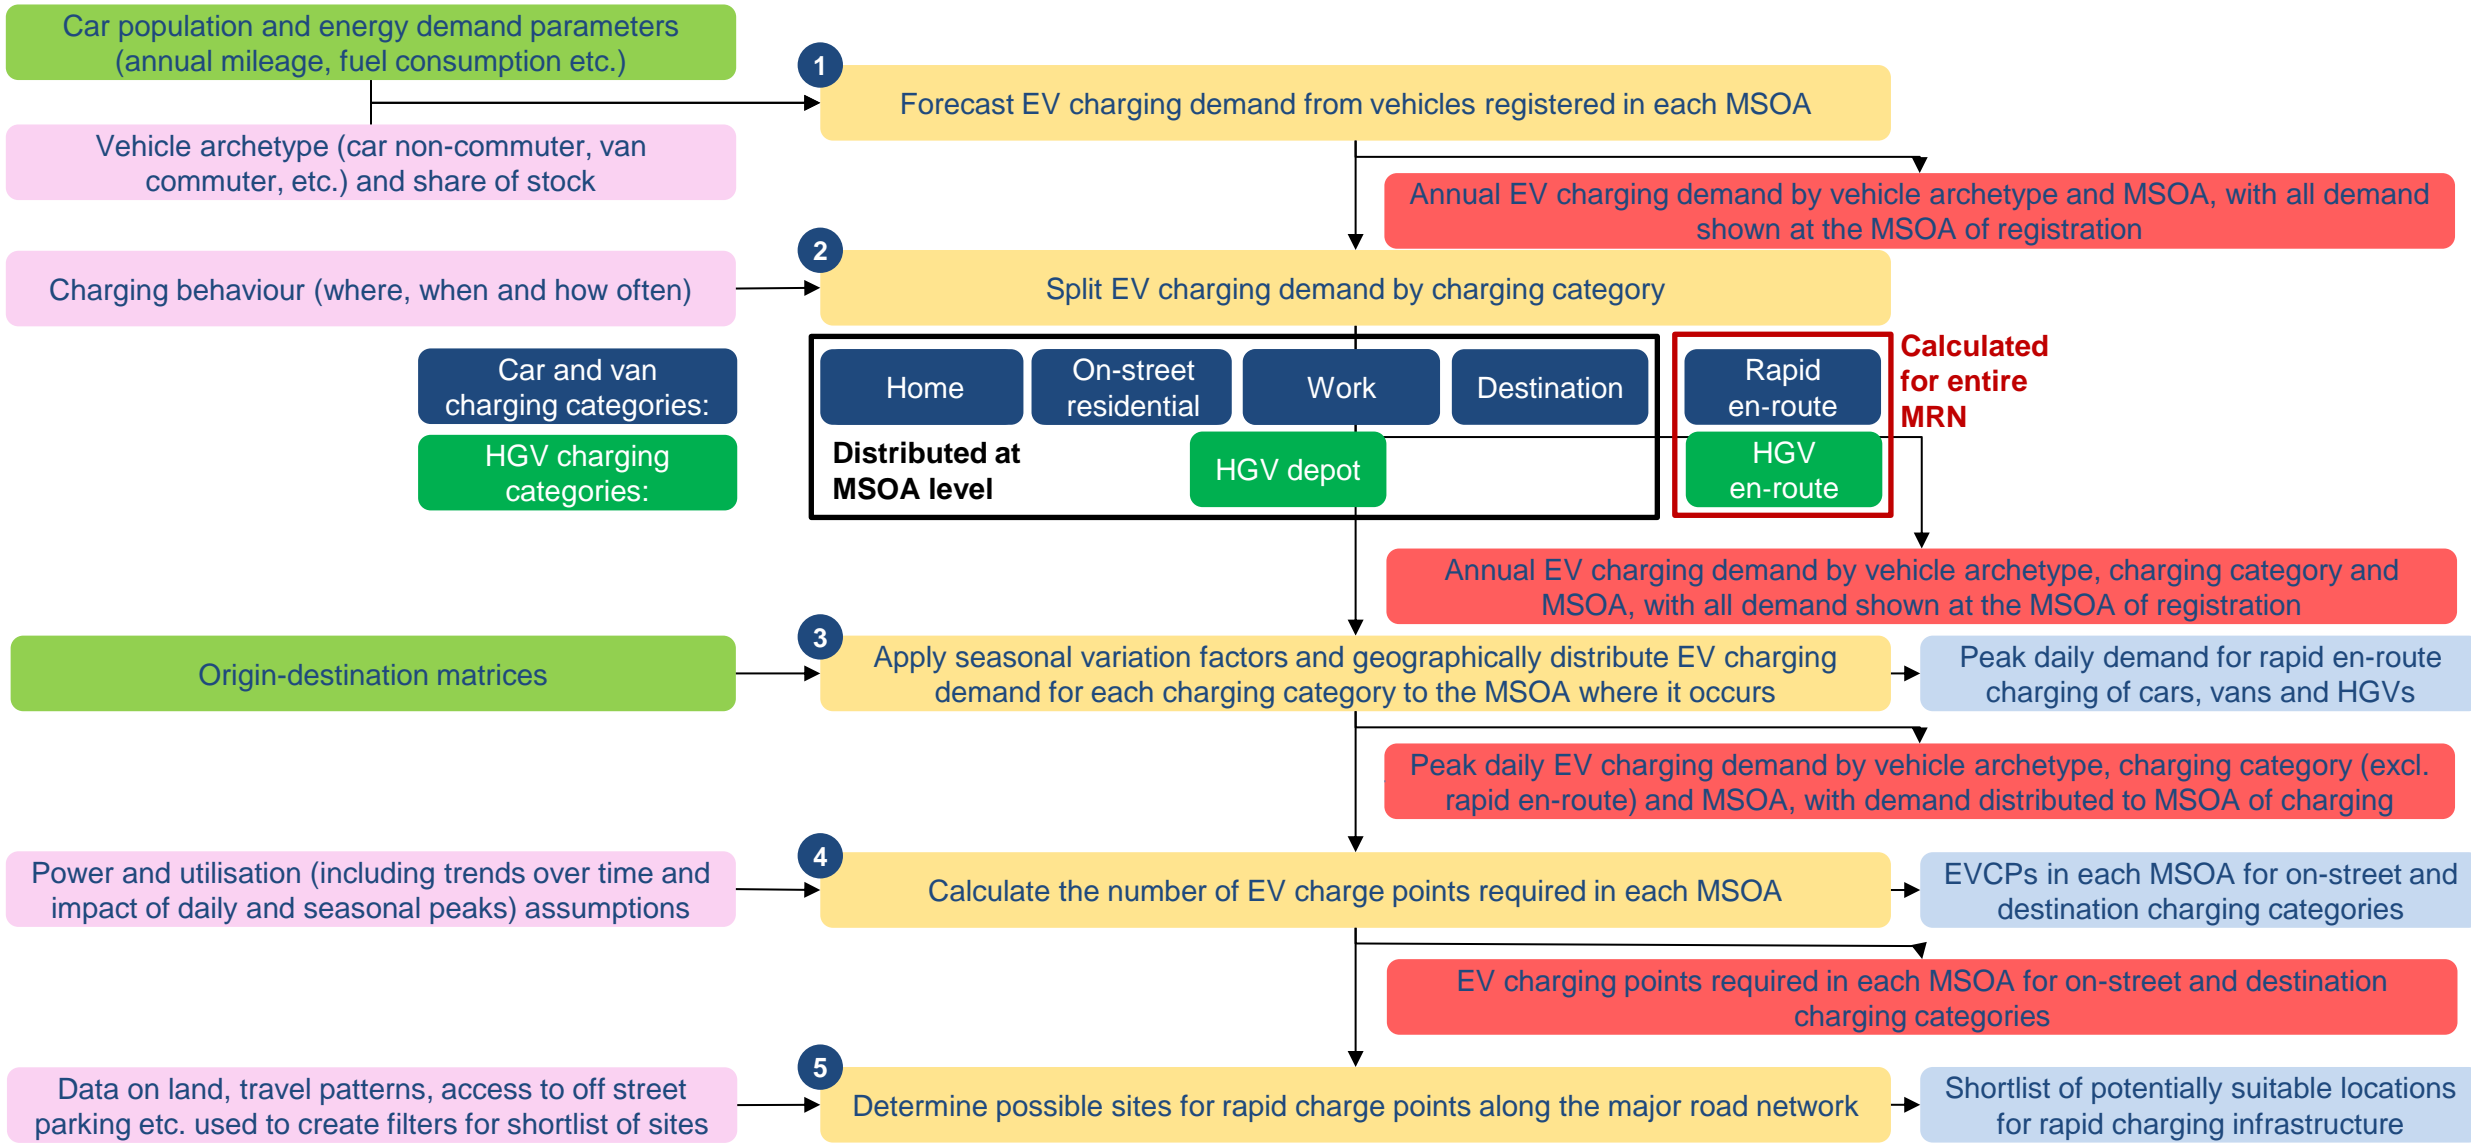 Car population and energy demand parameters
(annual mileage, fuel consumption etc.)
1
Forecast EV charging demand from vehicles registered in each MSOA
Vehicle archetype (car non-commuter, van
commuter, etc.) and share of stock
Annual EV charging demand by vehicle archetype and MSOA, with all demand
shown at the MSOA of registration
2
Charging behaviour (where, when and how often)
Split EV charging demand by charging category
Car and van
charging categories:
Home
On-street
residential
Work
Destination
Rapid
en-route
Calculated
for entire
MRN
HGV charging
categories:
Distributed at
MSOA level
HGV depot
HGV
en-route
Annual EV charging demand by vehicle archetype, charging category and
MSOA, with all demand shown at the MSOA of registration
3
Origin-destination matrices
Apply seasonal variation factors and geographically distribute EV charging
demand for each charging category to the MSOA where it occurs
Peak daily demand for rapid en-route
charging of cars, vans and HGVs
Peak daily EV charging demand by vehicle archetype, charging category (excl.
rapid en-route) and MSOA, with demand distributed to MSOA of charging
4
Power and utilisation (including trends over time and
impact of daily and seasonal peaks) assumptions
Calculate the number of EV charge points required in each MSOA
EVCPs in each MSOA for on-street and
destination charging categories
EV charging points required in each MSOA for on-street and destination
charging categories
5
Data on land, travel patterns, access to off street
parking etc. used to create filters for shortlist of sites
Determine possible sites for rapid charge points along the major road network
Shortlist of potentially suitable locations
for rapid charging infrastructure